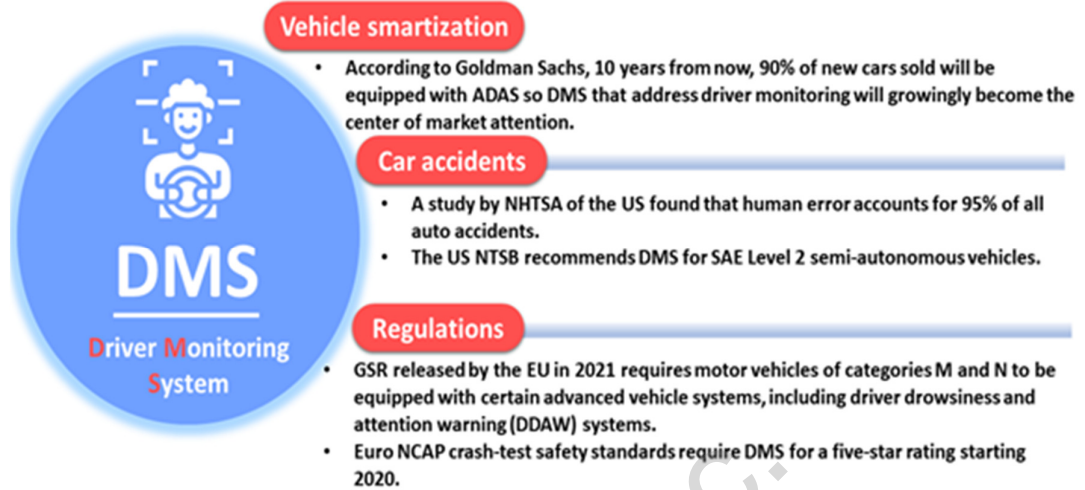 Vehicle smartization
• According to Goldman Sachs, 10 years from now, 90% of new cars sold will be
equipped with ADAS so DMS that address driver monitoring will growingly become the
center of market attention.
Car accidents
• A study by NHTSA of the US found that human error accounts for 95% of all
auto accidents.
• The US NTSB recommends DMS for SAE Level 2 semi-autonomous vehicles.
DMS
Driver Monitoring
System
Regulations
• GSR released by the EU in 2021 requires motor vehicles of categories M and N to be
equipped with certain advanced vehicle systems, including driver drowsiness and
attention warning (DDAW) systems.
• Euro NCAP crash-test safety standards require DMS for a five-star rating starting
2020.